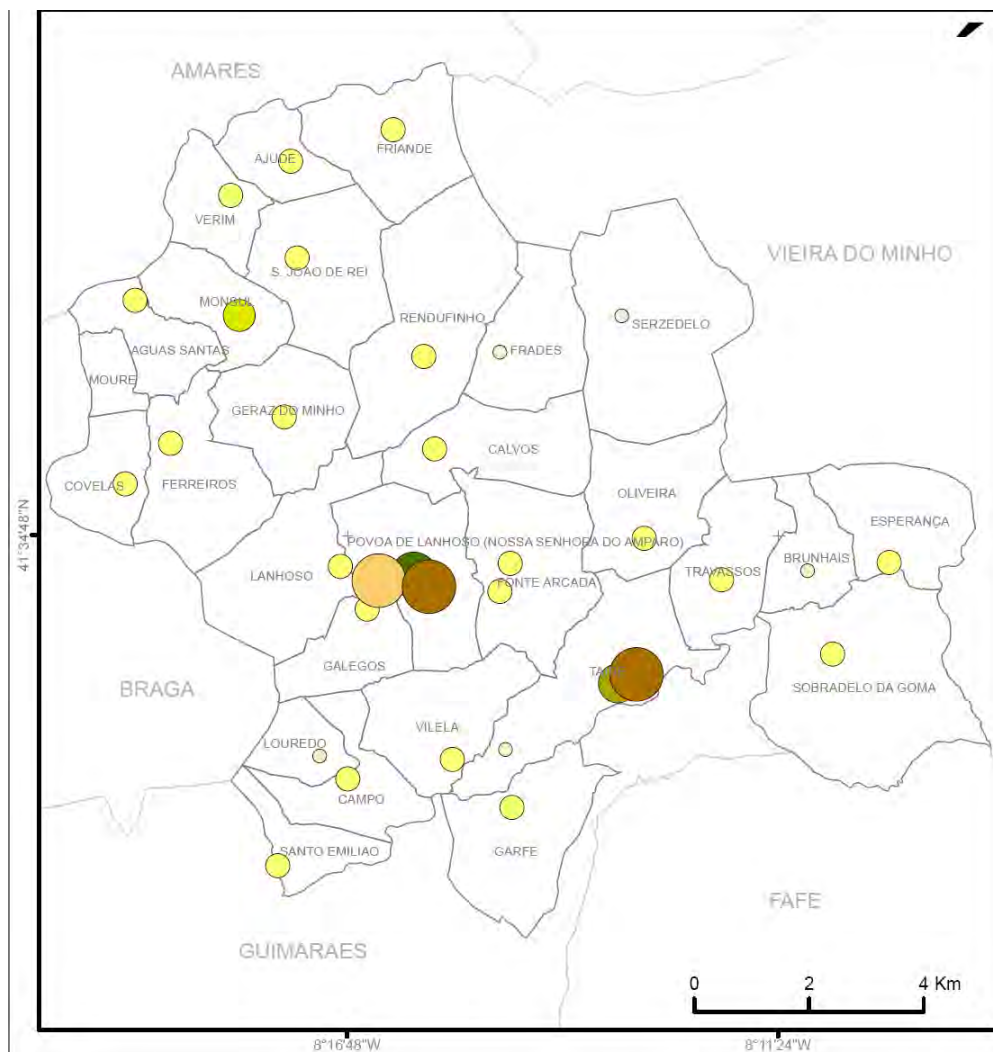 AMARES
FRIANDE
AJUDE
VERIM
S. JOÃO DE REI
VIEIRA DO MINHO
MONSUL
RENDUFINHO
SERZEDELO
FRADES
AGUAS SANTAS
MOURE
GERAZ DO MINHO
CALVOS
COVELAS
FERREIROS
OLIVEIRA
ESPERANÇA
41°34'48"N
POVOA DE LANHOSO (NOSSA SENHORA DO AMPARO)
BRUNHAIS
LANHOSO
TRAVASSOS
FONTE ARCADA
GALEGOS
BRAGA
SOBRADELO DA GOMA
VILELA
LOUREDO
CAMPO
SANTO EMILIAO
GARFE
FAFE
GUIMARAES
0 2 4 Km
8°16'48"W
8°11'24"W